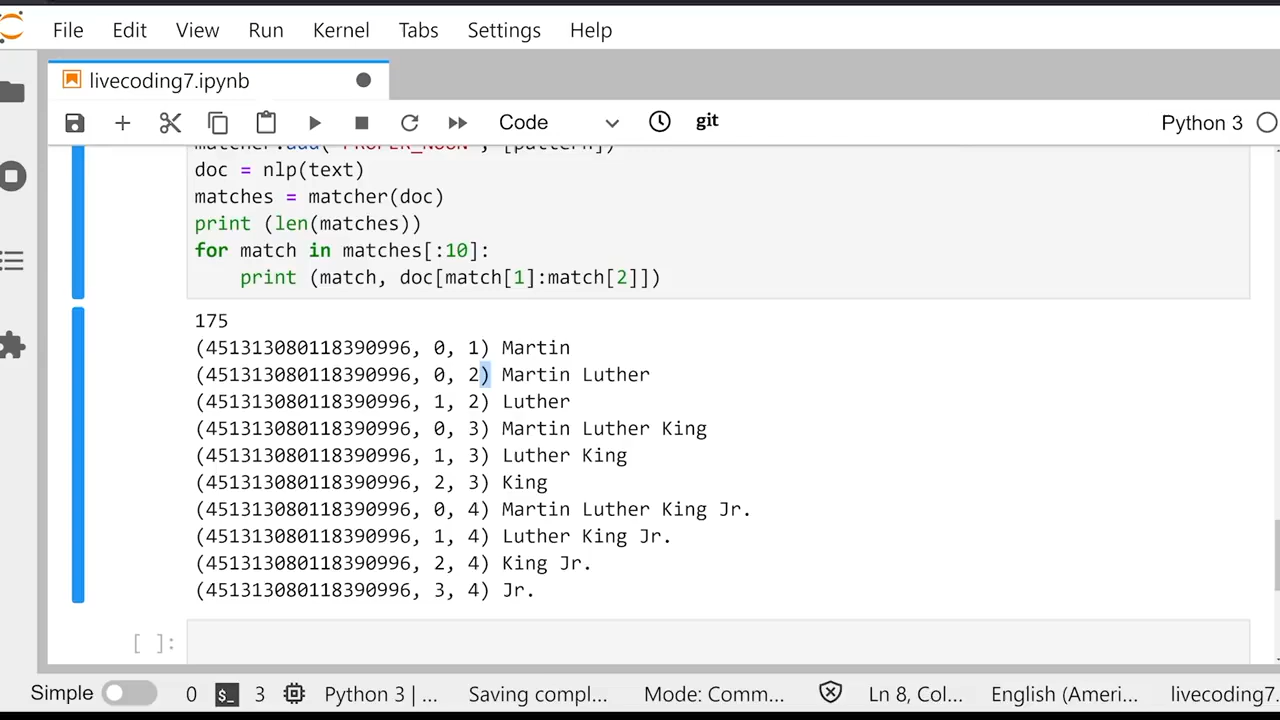 File Edit View Run Kernel Tabs Settings Help
livecoding7.ipynb
Code git Python 3
matcher.add("PROPER_NOUN", [pattern])
doc = nlp(text)
matches = matcher(doc)
print (len(matches))
for match in matches[:10]:
    print (match, doc[match[1]:match[2]])
175
(451313080118390996, 0, 1) Martin
(451313080118390996, 0, 2) Martin Luther
(451313080118390996, 1, 2) Luther
(451313080118390996, 0, 3) Martin Luther King
(451313080118390996, 1, 3) Luther King
(451313080118390996, 2, 3) King
(451313080118390996, 0, 4) Martin Luther King Jr.
(451313080118390996, 1, 4) Luther King Jr.
(451313080118390996, 2, 4) King Jr.
(451313080118390996, 3, 4) Jr.
[ ]:
Simple 0 $_ 3 Python 3 | ... Saving compl... Mode: Comm... Ln 8, Col... English (Ameri... livecoding7.